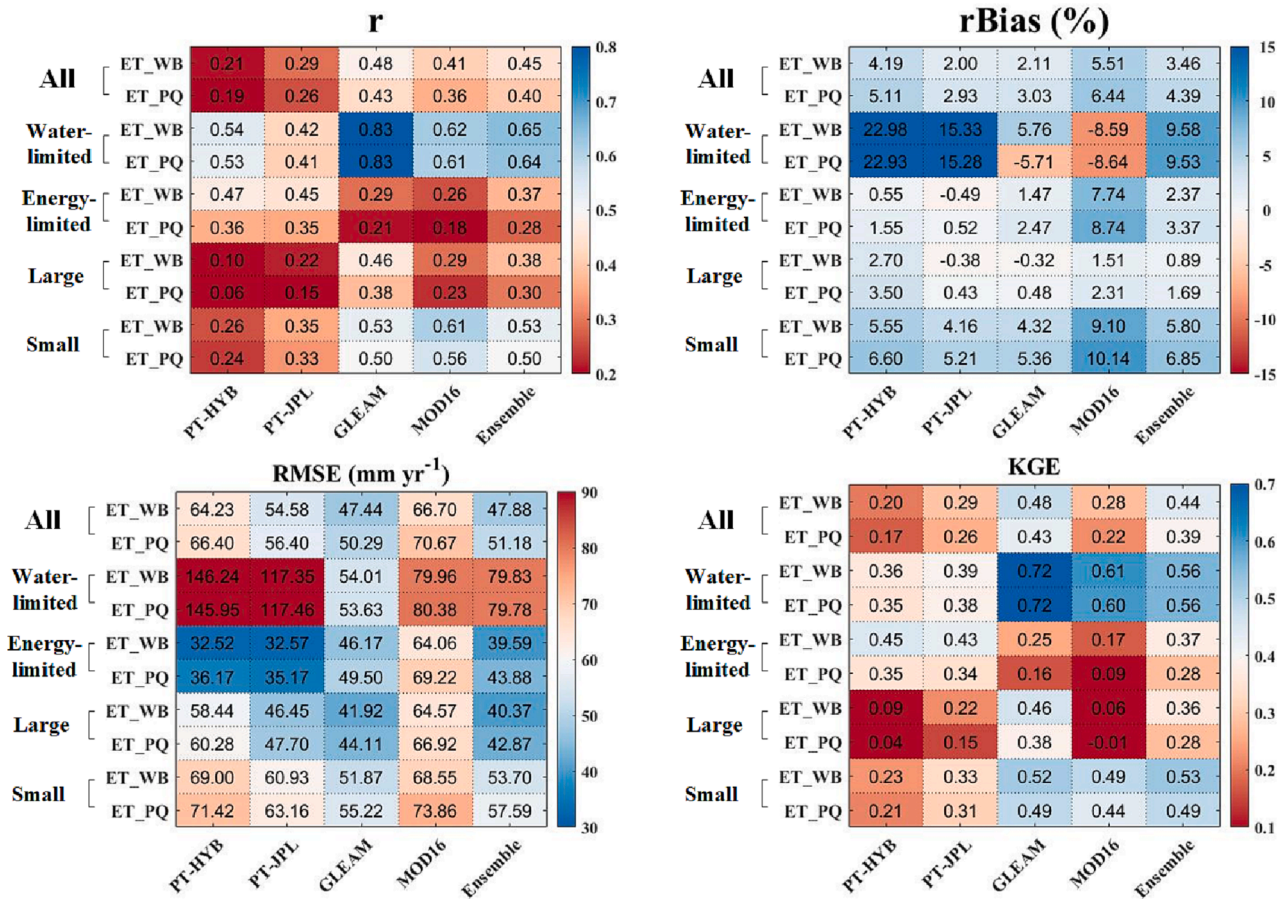 r
All
ET_WB 0.21 0.29 0.48 0.41 0.45
ET_PQ 0.19 0.26 0.43 0.36 0.40
Water-limited
ET_WB 0.54 0.42 0.83 0.62 0.65
ET_PQ 0.53 0.41 0.83 0.61 0.64
Energy-limited
ET_WB 0.47 0.45 0.29 0.26 0.37
ET_PQ 0.36 0.35 0.21 0.18 0.28
Large
ET_WB 0.10 0.22 0.46 0.29 0.38
ET_PQ 0.06 0.15 0.38 0.23 0.30
Small
ET_WB 0.26 0.35 0.53 0.61 0.53
ET_PQ 0.24 0.33 0.50 0.56 0.50
PT-HYB PT-JPL GLEAM MOD16 Ensemble
0.8
0.7
0.6
0.5
0.4
0.3
0.2
rBias (%)
All
ET_WB 4.19 2.00 2.11 5.51 3.46
ET_PQ 5.11 2.93 3.03 6.44 4.39
Water-limited
ET_WB 22.98 15.33 5.76 -8.59 9.58
ET_PQ 22.93 15.28 -5.71 -8.64 9.53
Energy-limited
ET_WB 0.55 -0.49 1.47 7.74 2.37
ET_PQ 1.55 0.52 2.47 8.74 3.37
Large
ET_WB 2.70 -0.38 -0.32 1.51 0.89
ET_PQ 3.50 0.43 0.48 2.31 1.69
Small
ET_WB 5.55 4.16 4.32 9.10 5.80
ET_PQ 6.60 5.21 5.36 10.14 6.85
PT-HYB PT-JPL GLEAM MOD16 Ensemble
15
10
5
0
-5
-10
-15
RMSE (mm yr-1)
All
ET_WB 64.23 54.58 47.44 66.70 47.88
ET_PQ 66.40 56.40 50.29 70.67 51.18
Water-limited
ET_WB 146.24 117.35 54.01 79.96 79.83
ET_PQ 145.95 117.46 53.63 80.38 79.78
Energy-limited
ET_WB 32.52 32.57 46.17 64.06 39.59
ET_PQ 36.17 35.17 49.50 69.22 43.88
Large
ET_WB 58.44 46.45 41.92 64.57 40.37
ET_PQ 60.28 47.70 44.11 66.92 42.87
Small
ET_WB 69.00 60.93 51.87 68.55 53.70
ET_PQ 71.42 63.16 55.22 73.86 57.59
PT-HYB PT-JPL GLEAM MOD16 Ensemble
90
80
70
60
50
40
30
KGE
All
ET_WB 0.20 0.29 0.48 0.28 0.44
ET_PQ 0.17 0.26 0.43 0.22 0.39
Water-limited
ET_WB 0.36 0.39 0.72 0.61 0.56
ET_PQ 0.35 0.38 0.72 0.60 0.56
Energy-limited
ET_WB 0.45 0.43 0.25 0.17 0.37
ET_PQ 0.35 0.34 0.16 0.09 0.28
Large
ET_WB 0.09 0.22 0.46 0.06 0.36
ET_PQ 0.04 0.15 0.38 -0.01 0.28
Small
ET_WB 0.23 0.33 0.52 0.49 0.53
ET_PQ 0.21 0.31 0.49 0.44 0.49
PT-HYB PT-JPL GLEAM MOD16 Ensemble
0.7
0.6
0.5
0.4
0.3
0.2
0.1